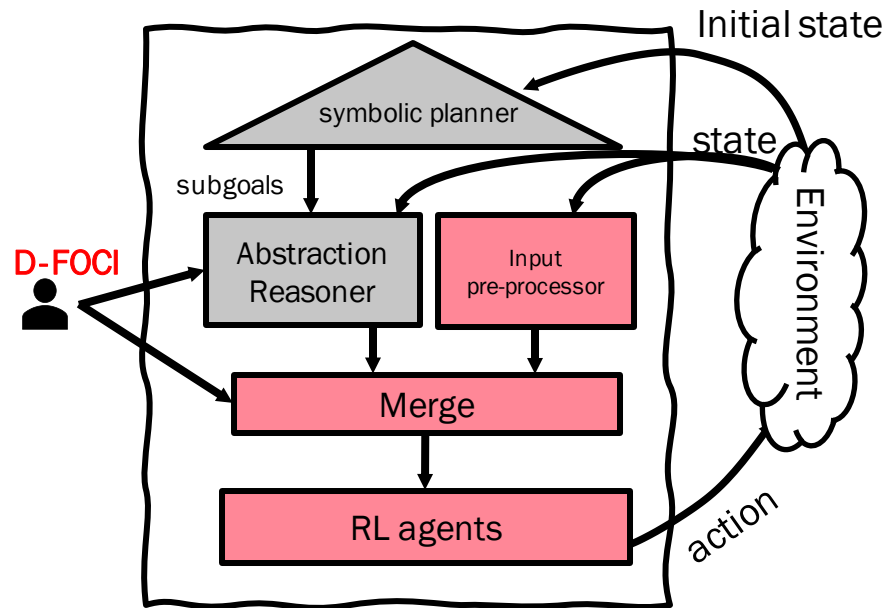 Initial state
symbolic planner
state
subgoals
Environment
D-FOCI
Abstraction
Reasoner
Input
pre-processor
Merge
RL agents
action